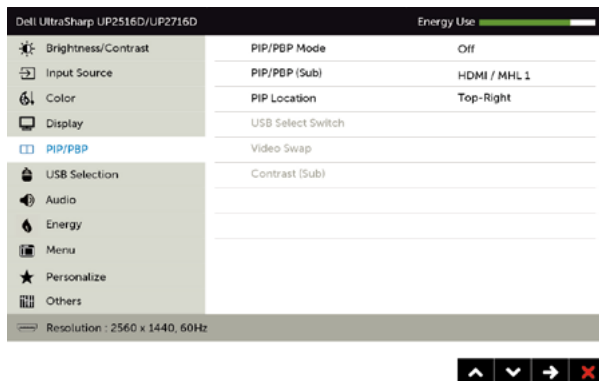 Dell UltraSharp UP2516D/UP2716D Energy Use
Brightness/Contrast PIP/PBP Mode Off
Input Source PIP/PBP (Sub) HDMI / MHL 1
Color PIP Location Top-Right
Display USB Select Switch
PIP/PBP Video Swap
USB Selection Contrast (Sub)
Audio
Energy
Menu
Personalize
Others
Resolution : 2560 x 1440, 60Hz